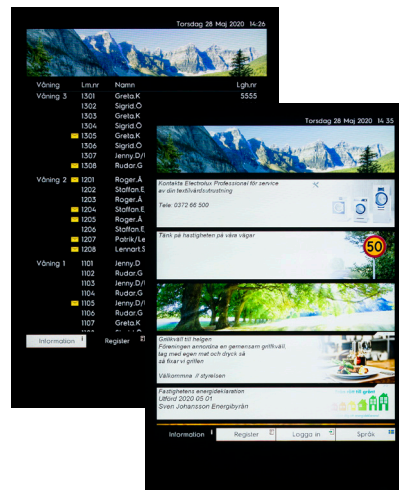 Torsdag 28 Maj 2020 14:26
Våning Lm.nr Namn Lgh.nr
Våning 3 1301 Greta.K 5555
1302 Sigrid.Ö
1303 Greta.K
1304 Sigrid.Ö
1305 Greta.K
1306 Sigrid.Ö
1307 Jenny.D/
1308 Rudar.G
Våning 2 1201 Roger.Å
1202 Staffan.E
1203 Roger.Å
1204 Staffan.E
1205 Roger.Å
1206 Staffan.E
1207 Patrik/Le
1208 Lennart.S
Våning 1 1101 Jenny.D
1102 Rudar.G
1103 Jenny.D/
1104 Rudar.G
1105 Jenny.D/
1106 Rudar.G
1107 Greta.K
Information Register
Torsdag 28 Maj 2020 14.35
Kontakta Electrolux Professional för service
av din textilvårdsutrustning
Tele: 0372 66 500
Tänk på hastigheten på våra vägar
50
Grillkväll till helgen
Föreningen annordna en gemensam grillkväll.
tag med egen mat och dryck så
så fixar vi grillen
Välkommna // styrelsen
Fastighetens energideklaration
Utförd 2020 05 01
Sven Johansson Energibyrån
Information Register Logga in Språk